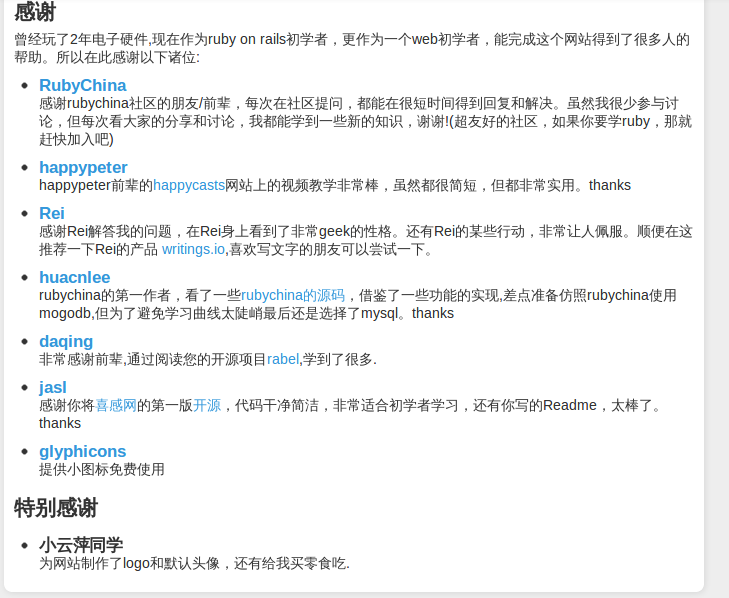 感谢
曾经玩了2年电子硬件,现在作为ruby on rails初学者，更作为一个web初学者，能完成这个网站得到了很多人的
帮助。所以在此感谢以下诸位:
RubyChina
感谢rubychina社区的朋友/前辈，每次在社区提问，都能在很短时间得到回复和解决。虽然我很少参与讨
论，但每次看大家的分享和讨论，我都能学到一些新的知识，谢谢!(超友好的社区，如果你要学ruby，那就
赶快加入吧)
happypeter
happypeter前辈的happycasts网站上的视频教学非常棒，虽然都很简短，但都非常实用。thanks
Rei
感谢Rei解答我的问题，在Rei身上看到了非常geek的性格。还有Rei的某些行动，非常让人佩服。顺便在这
推荐一下Rei的产品 writings.io,喜欢写文字的朋友可以尝试一下。
huacnlee
rubychina的第一作者，看了一些rubychina的源码，借鉴了一些功能的实现,差点准备仿照rubychina使用
mogodb,但为了避免学习曲线太陡峭最后还是选择了mysql。thanks
daqing
非常感谢前辈,通过阅读您的开源项目rabel,学到了很多.
jasl
感谢你将喜感网的第一版开源，代码干净简洁，非常适合初学者学习，还有你写的Readme，太棒了。
thanks
glyphicons
提供小图标免费使用
特别感谢
小云萍同学
为网站制作了logo和默认头像，还有给我买零食吃.